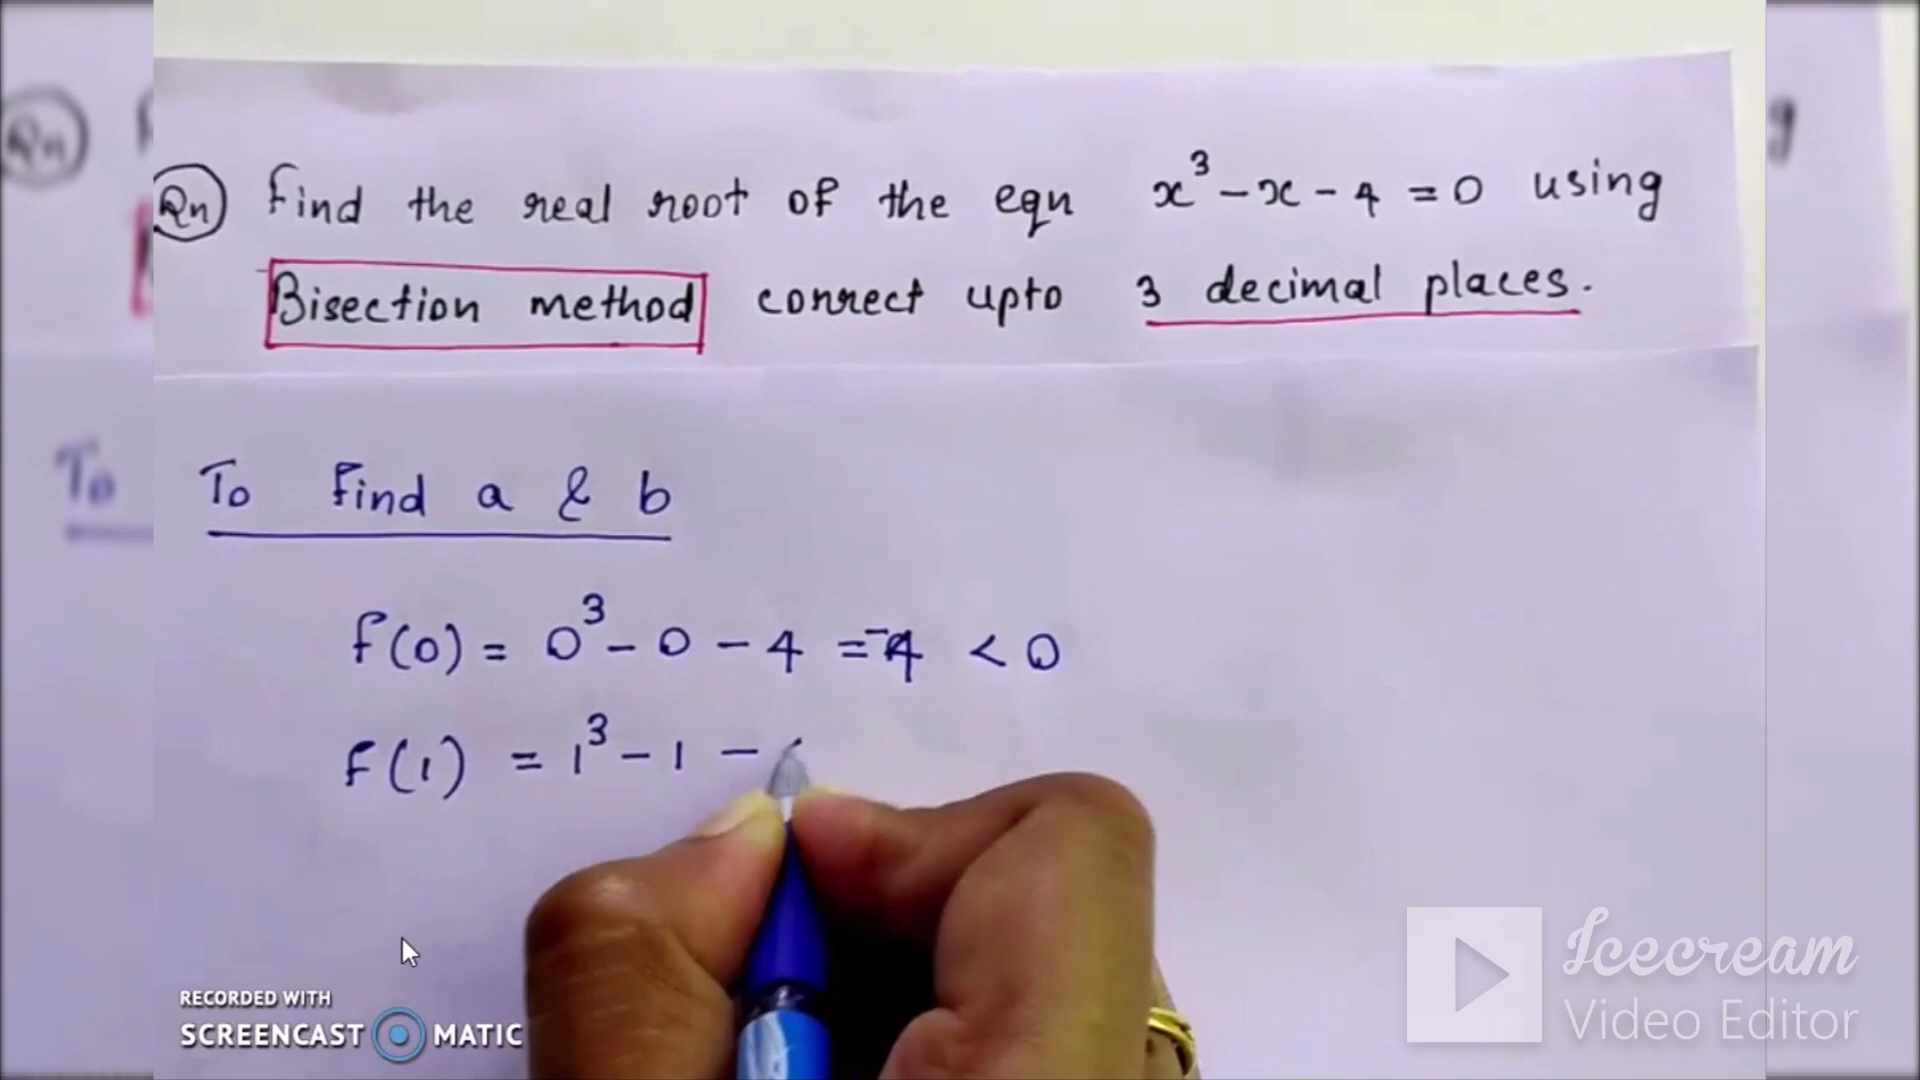 Qn Find the real root of the equ x³ - x - 4 = 0 using
Bisection method correct upto 3 decimal places.
To Find a & b
f(0) = 0³ - 0 - 4 = -4 < 0
f(1) = 1³ - 1 -
RECORDED WITH
SCREENCAST MATIC
Icecream
Video Editor